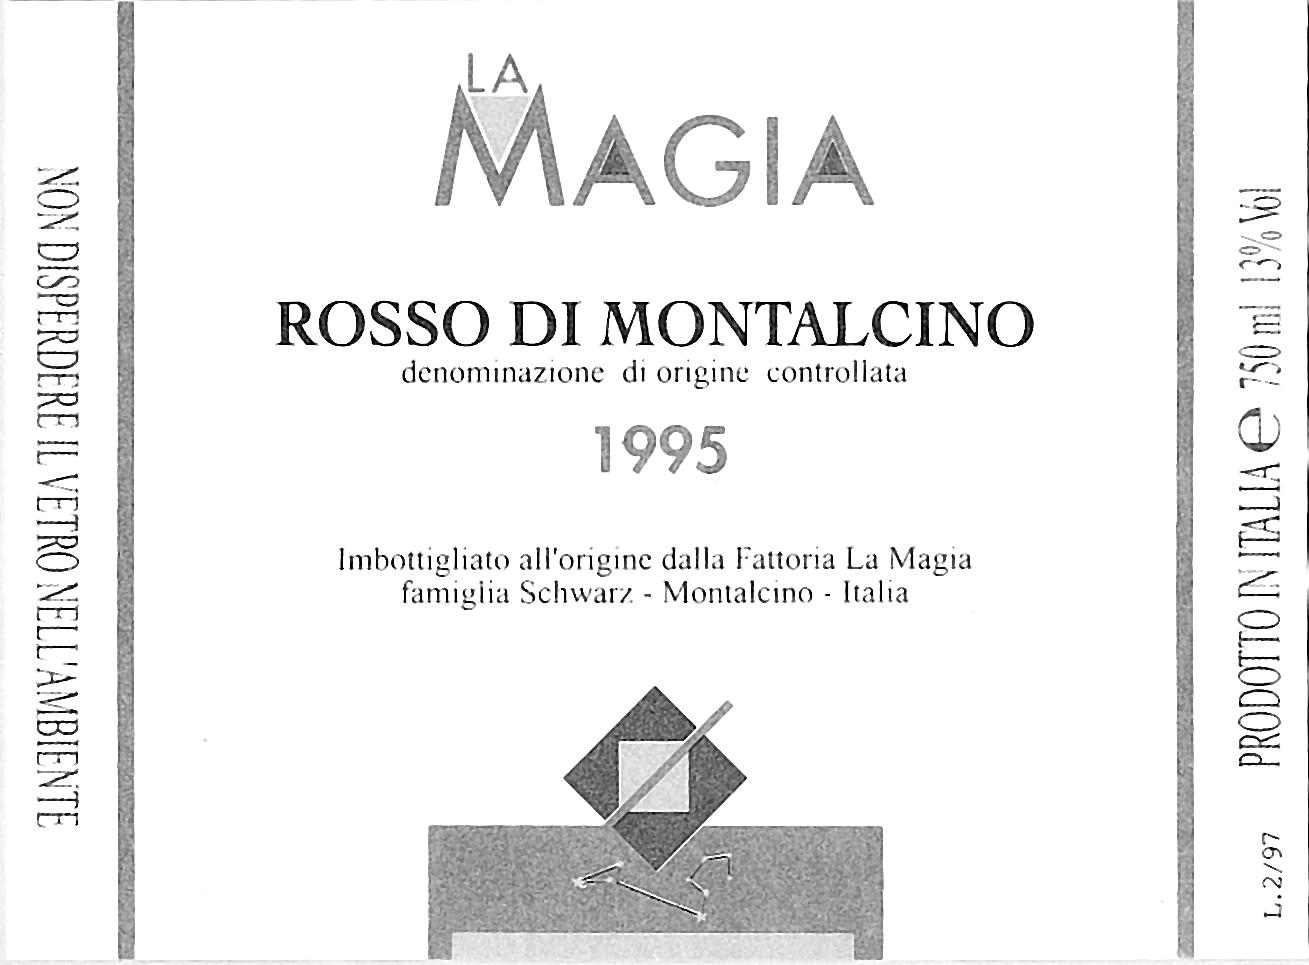 LA
MAGIA
ROSSO DI MONTALCINO
denominazione di origine controllata
1995
Imbottigliato all'origine dalla Fattoria La Magia
famiglia Schwarz - Montalcino - Italia
NON DISPERDERE IL VETRO NELL'AMBIENTE
PRODOTTO IN ITALIA e 750 ml 13% Vol
L.2/97